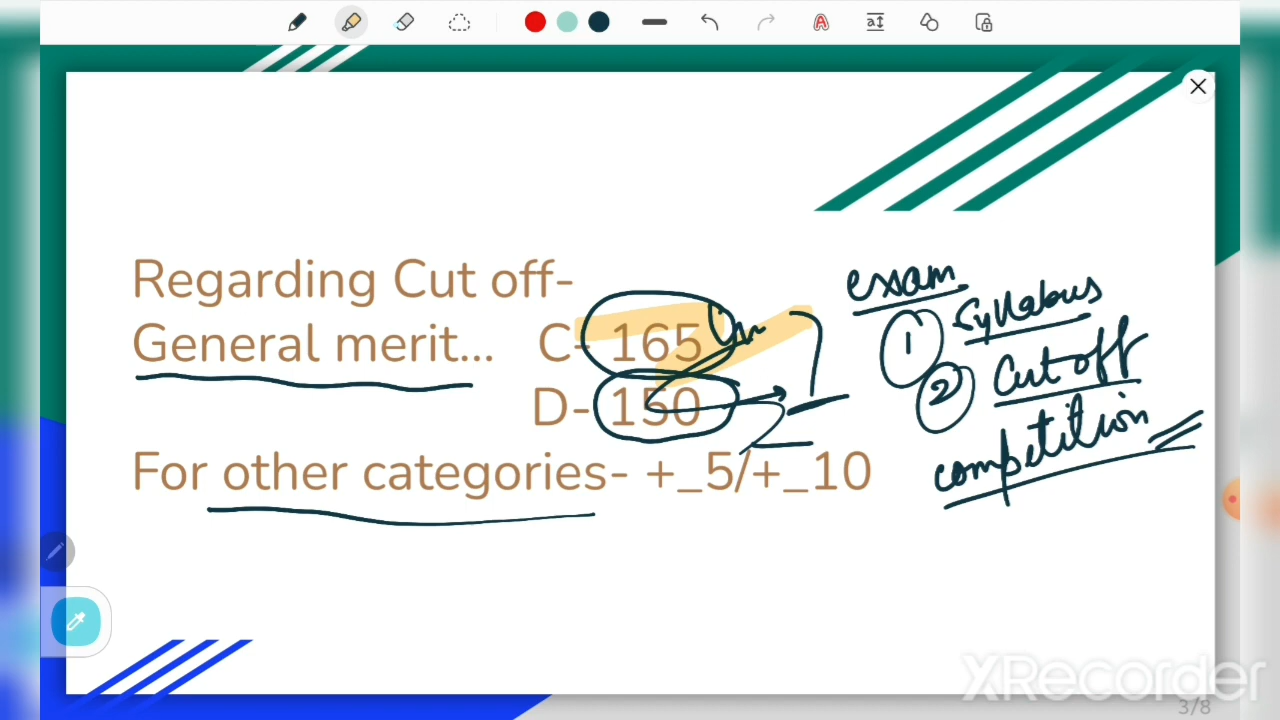 Regarding Cut off-
General merit... C- 165
D- 150
For other categories- +_5/+_10
exam
1 Syllabus
2 Cut off
competition
XRecorder
3/8